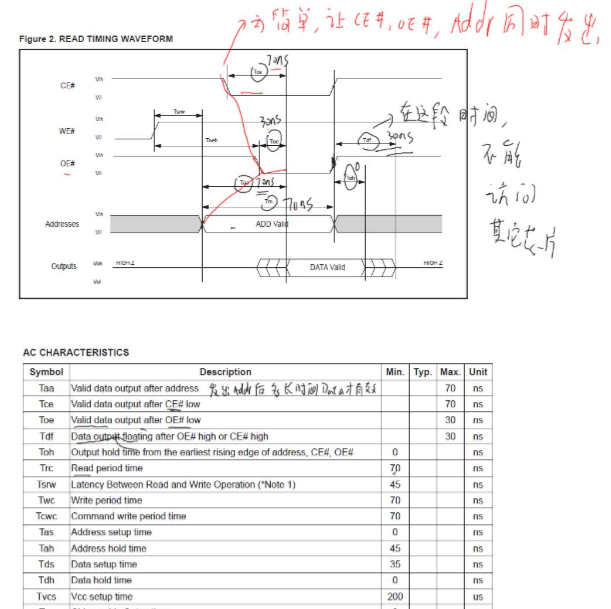 为简单,让CE#,OE#,Addr同时发出,
Figure 2. READ TIMING WAVEFORM
70ns
CE# Vih Tce
Vil
在这段时间,
Tsrw
WE# Vih 30ns
Vil Toeh Toe Tdf 30ns
不能
OE# Vih 0
Vil Taa 70ns Toh
访问
Trc 70ns
Addresses Vih ADD Valid
Vil
其它芯片
Outputs Voh HIGH Z DATA Valid HIGH Z
Vol
AC CHARACTERISTICS
Symbol Description Min. Typ. Max. Unit
Taa Valid data output after address 发出Addr后多长时间Data才有效 70 ns
Tce Valid data output after CE# low 70 ns
Toe Valid data output after OE# low 30 ns
Tdf Data output floating after OE# high or CE# high 30 ns
Toh Output hold time from the earliest rising edge of address, CE#, OE# 0 ns
Trc Read period time 70 ns
Tsrw Latency Between Read and Write Operation (*Note 1) 45 ns
Twc Write period time 70 ns
Tcwc Command write period time 70 ns
Tas Address setup time 0 ns
Tah Address hold time 45 ns
Tds Data setup time 35 ns
Tdh Data hold time 0 ns
Tvcs Vcc setup time 200 us